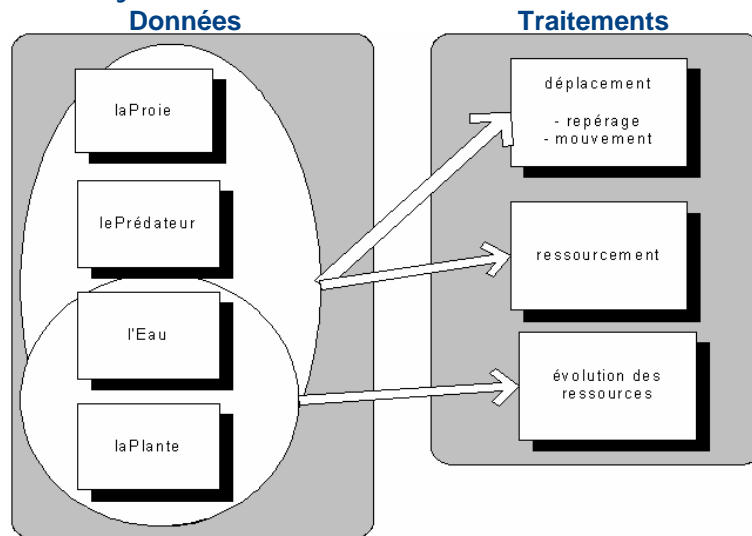 Données
laProie
lePrédateur
l'Eau
laPlante
Traitements
déplacement
- repérage
- mouvement
ressourcement
évolution des
ressources